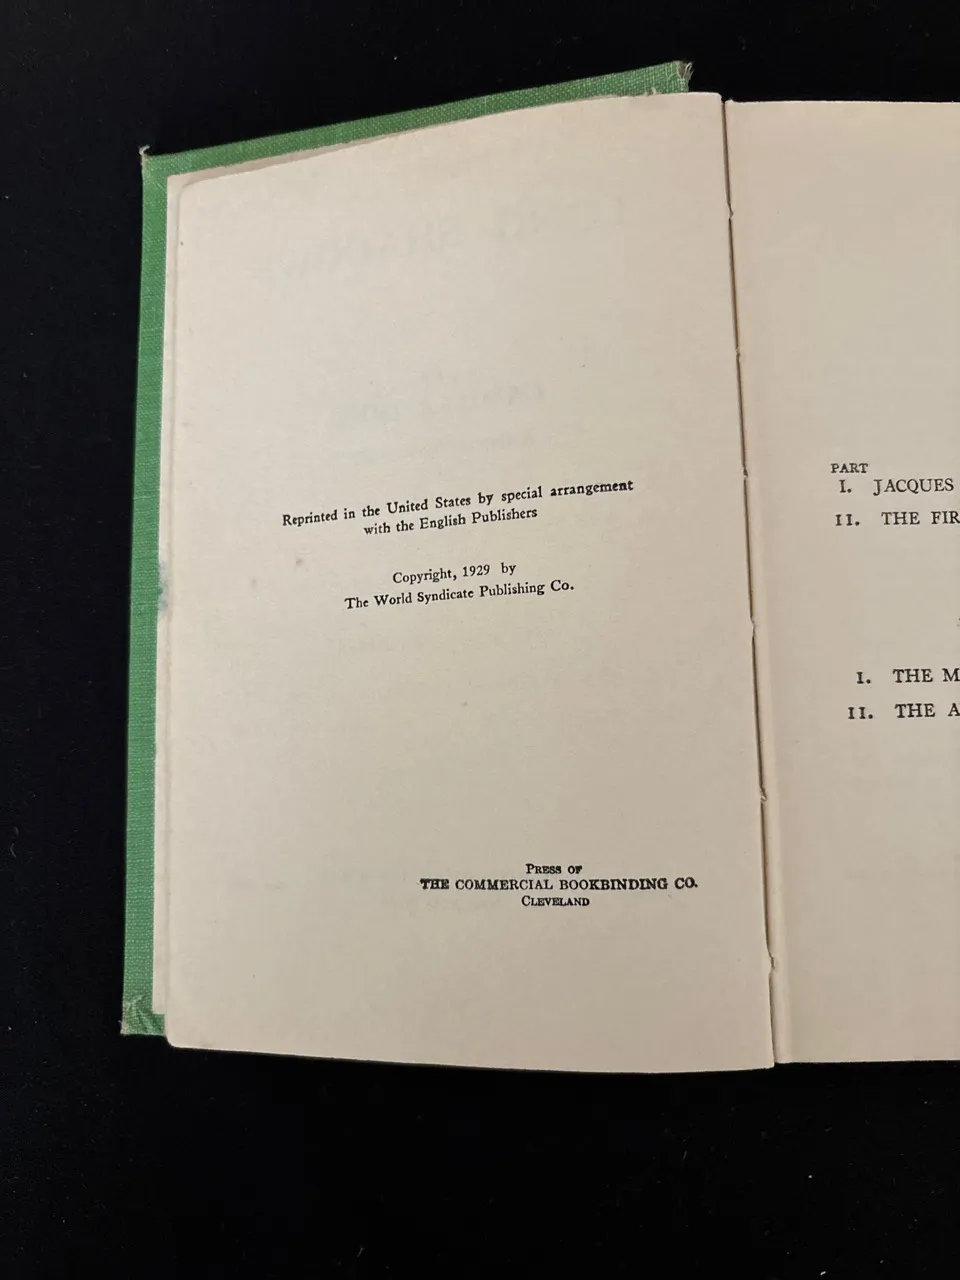 Reprinted in the United States by special arrangement
with the English Publishers
Copyright, 1929 by
The World Syndicate Publishing Co.
PRESS OF
THE COMMERCIAL BOOKBINDING CO.
CLEVELAND
PART
I. JACQUES
II. THE FIR
I. THE M
II. THE A